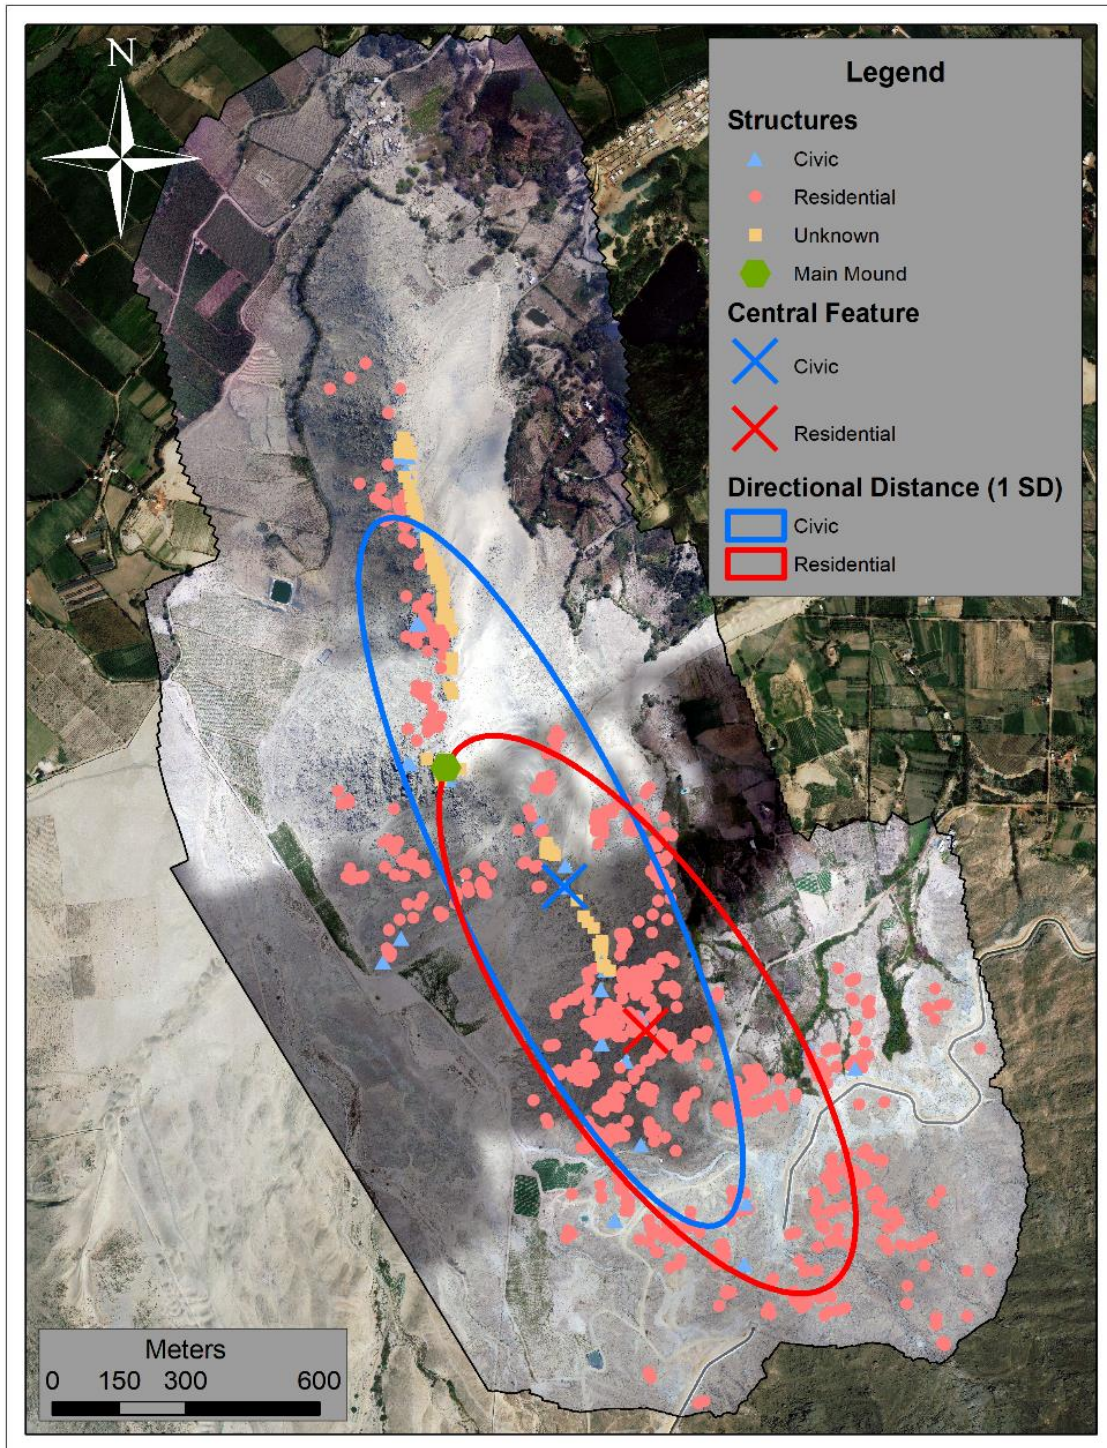 N
Legend
Structures
Civic
Residential
Unknown
Main Mound
Central Feature
Civic
Residential
Directional Distance (1 SD)
Civic
Residential
Meters
0 150 300 600